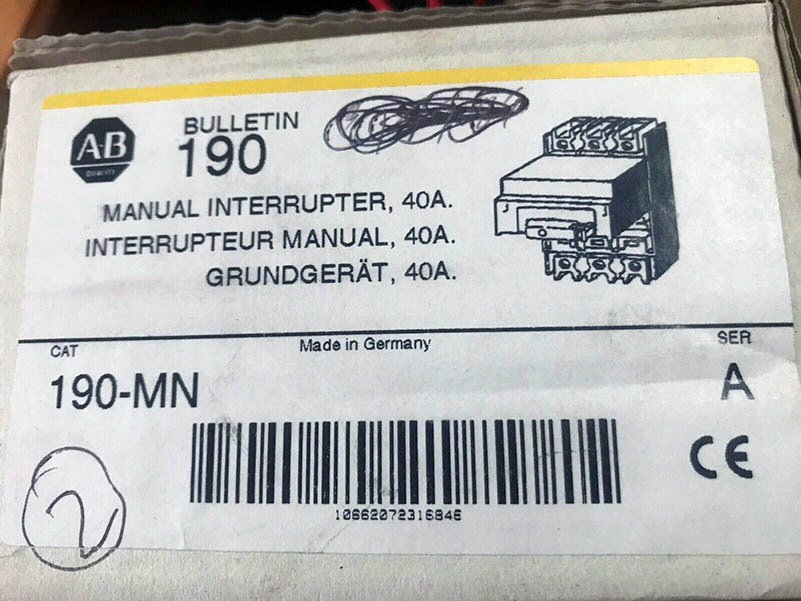 A-B
QUALITY
BULLETIN
190
MANUAL INTERRUPTER, 40A.
INTERRUPTEUR MANUAL, 40A.
GRUNDGERÄT, 40A.
CAT
Made in Germany
SER
190-MN
A
CE
10662072316846
2